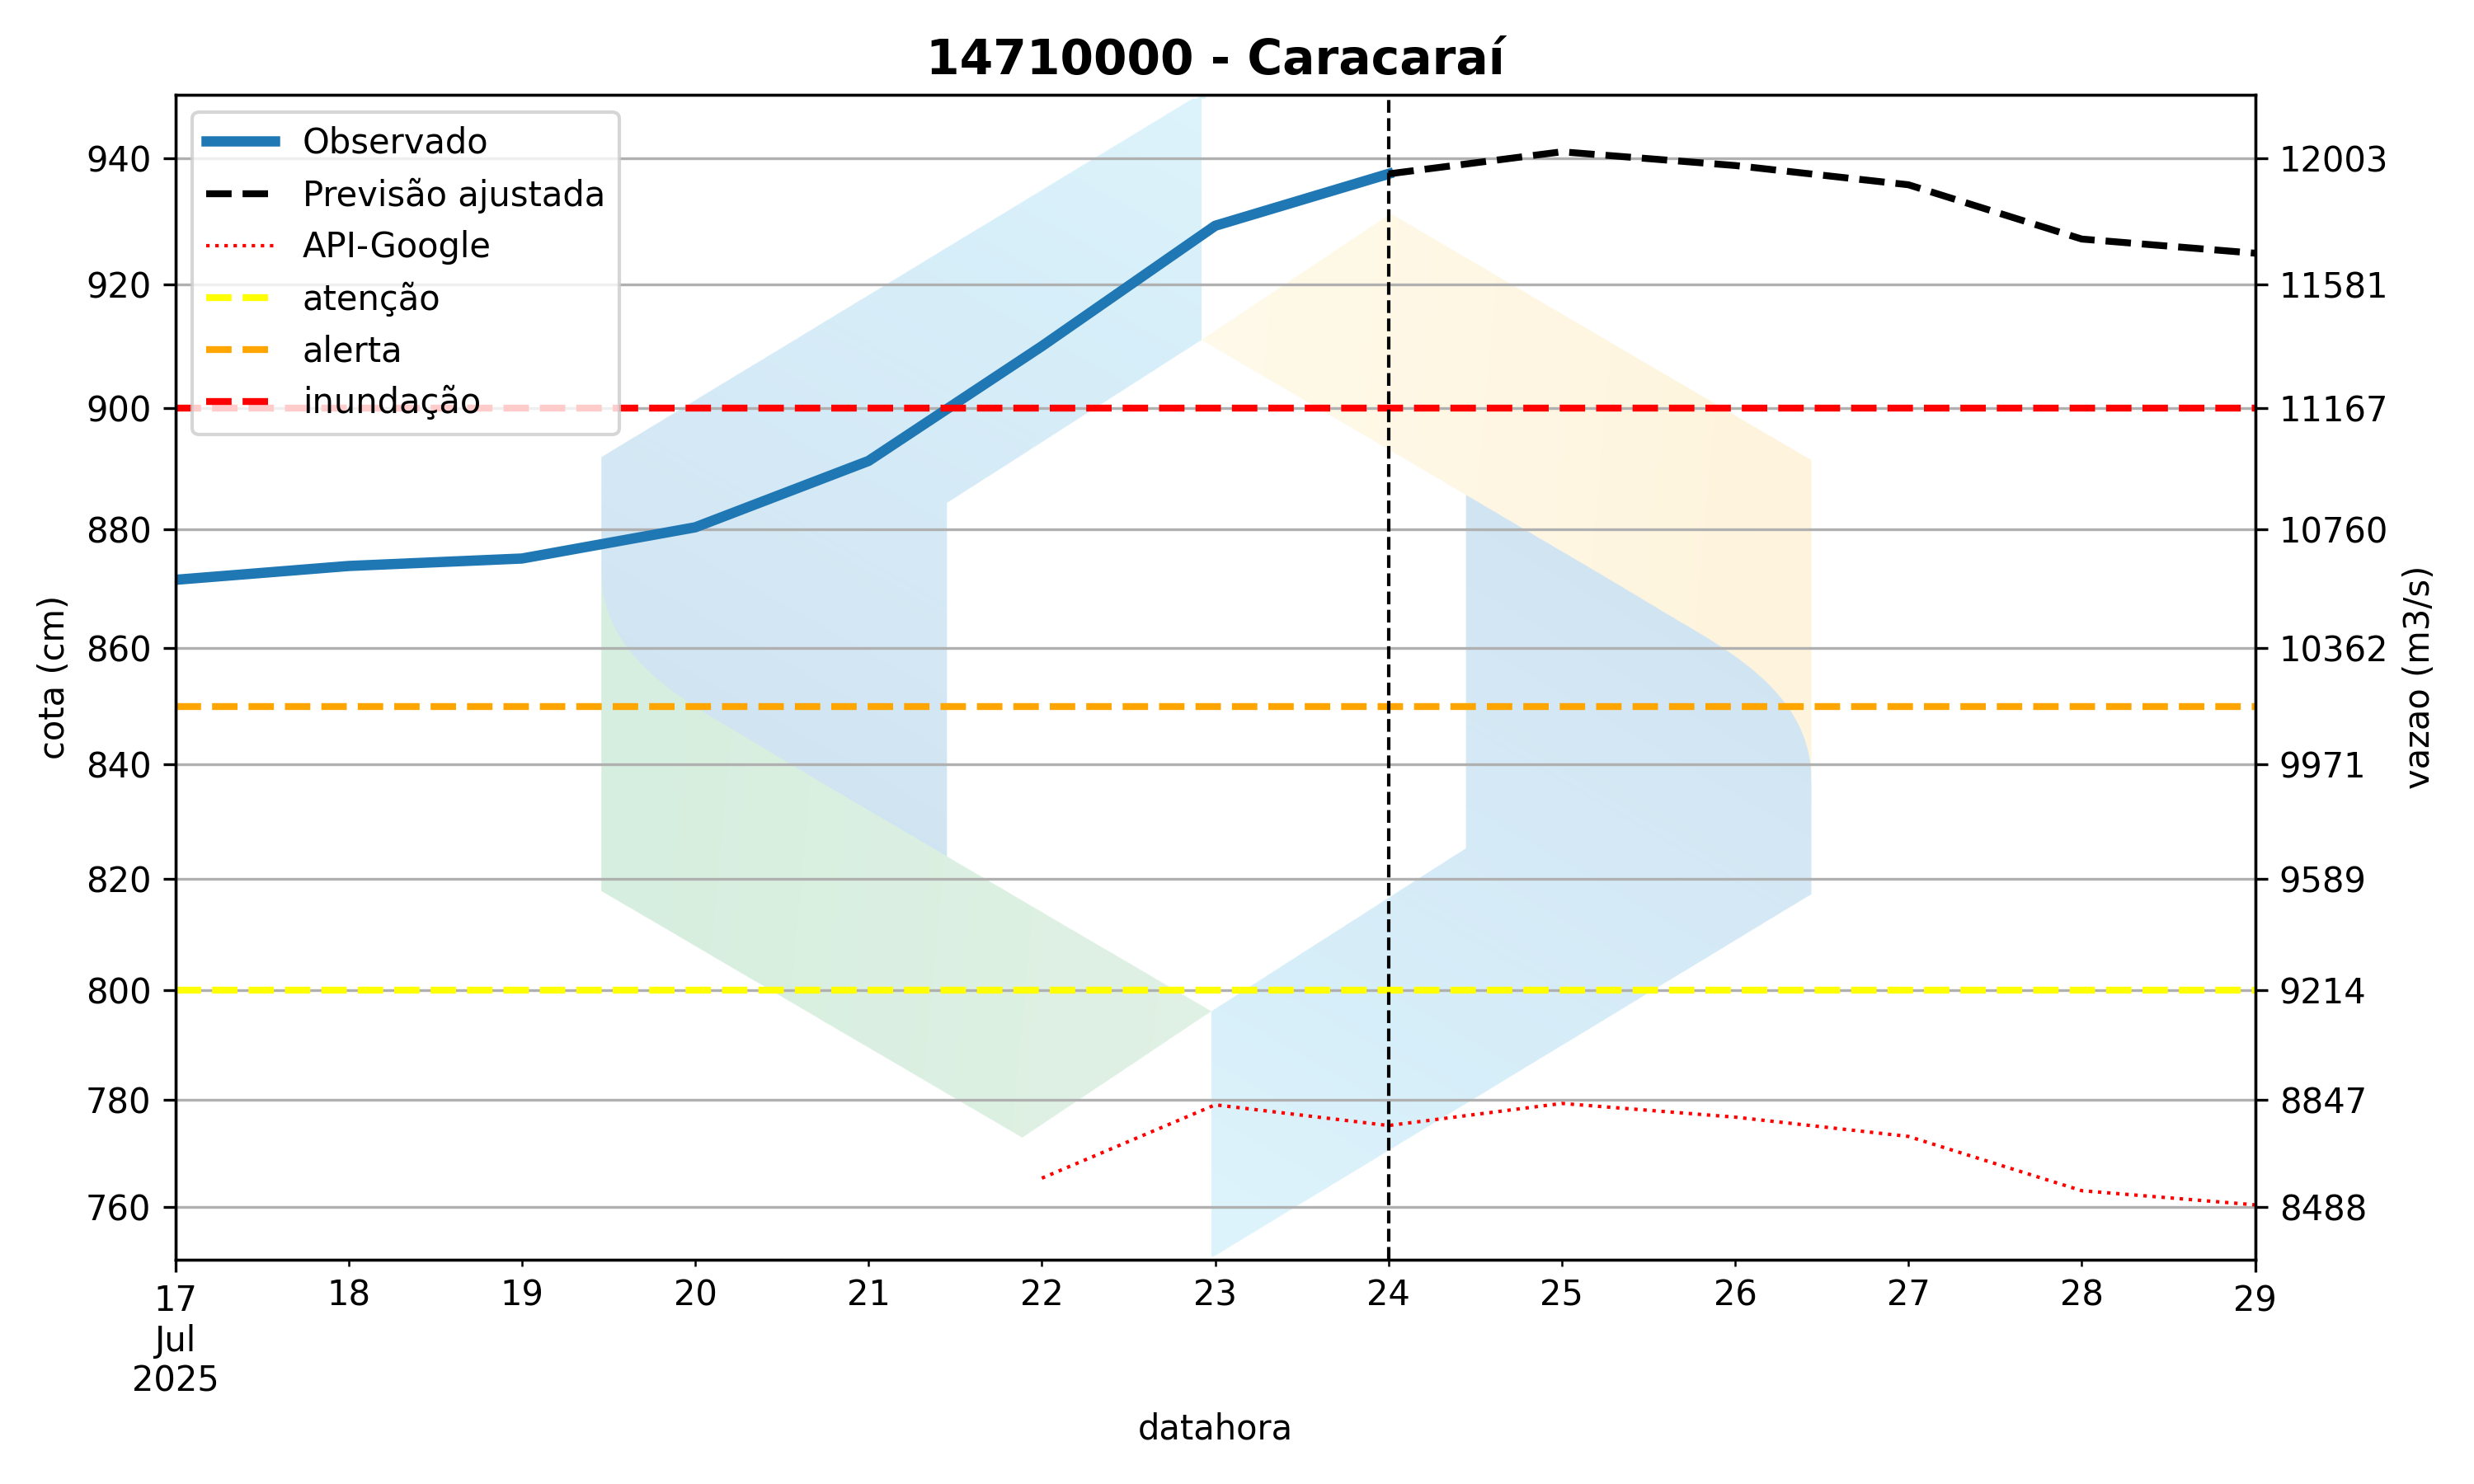 14710000 - Caracaraí
Observado
Previsão ajustada
API-Google
atenção
alerta
inundação
940
920
900
880
860
840
820
800
780
760
cota (cm)
12003
11581
11167
10760
10362
9971
9589
9214
8847
8488
vazao (m3/s)
17 18 19 20 21 22 23 24 25 26 27 28 29
Jul
2025
datahora